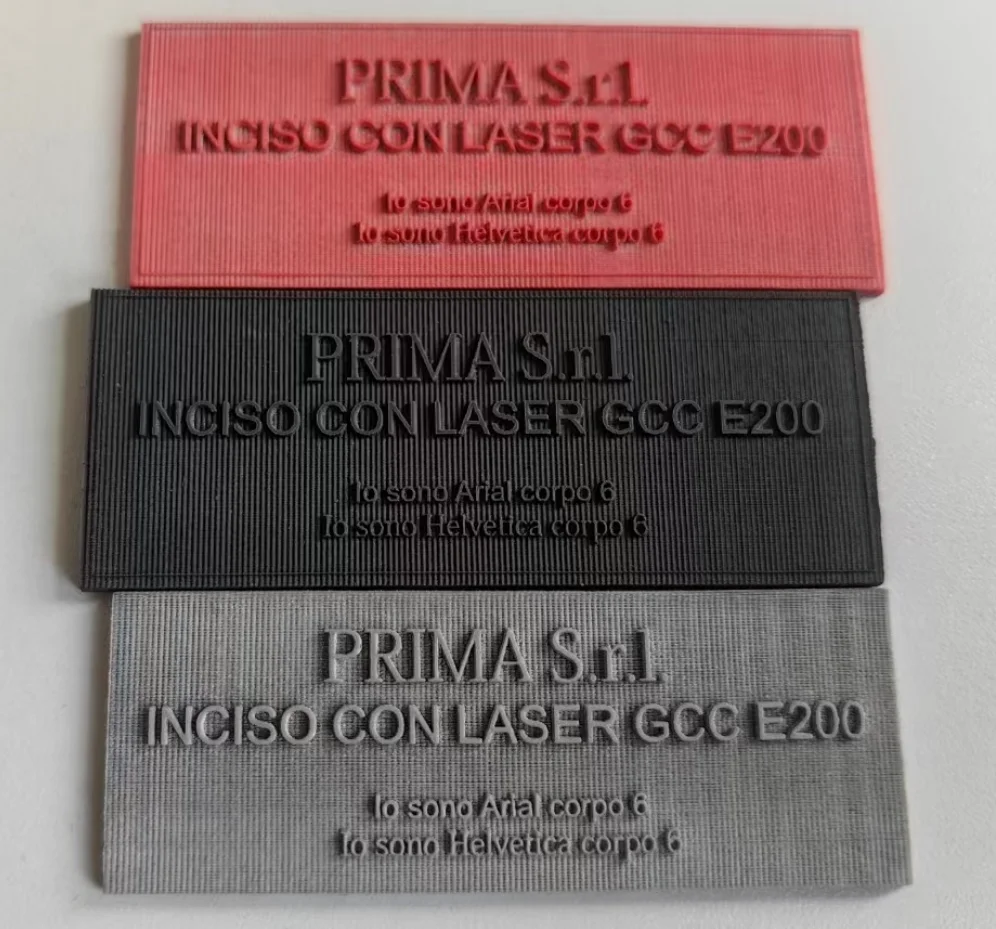 PRIMA S.r.l.
INCISO CON LASER GCC E200
Io sono Arial corpo 6
Io sono Helvetica corpo 6
PRIMA S.r.l.
INCISO CON LASER GCC E200
Io sono Arial corpo 6
Io sono Helvetica corpo 6
PRIMA S.r.l.
INCISO CON LASER GCC E200
Io sono Arial corpo 6
Io sono Helvetica corpo 6